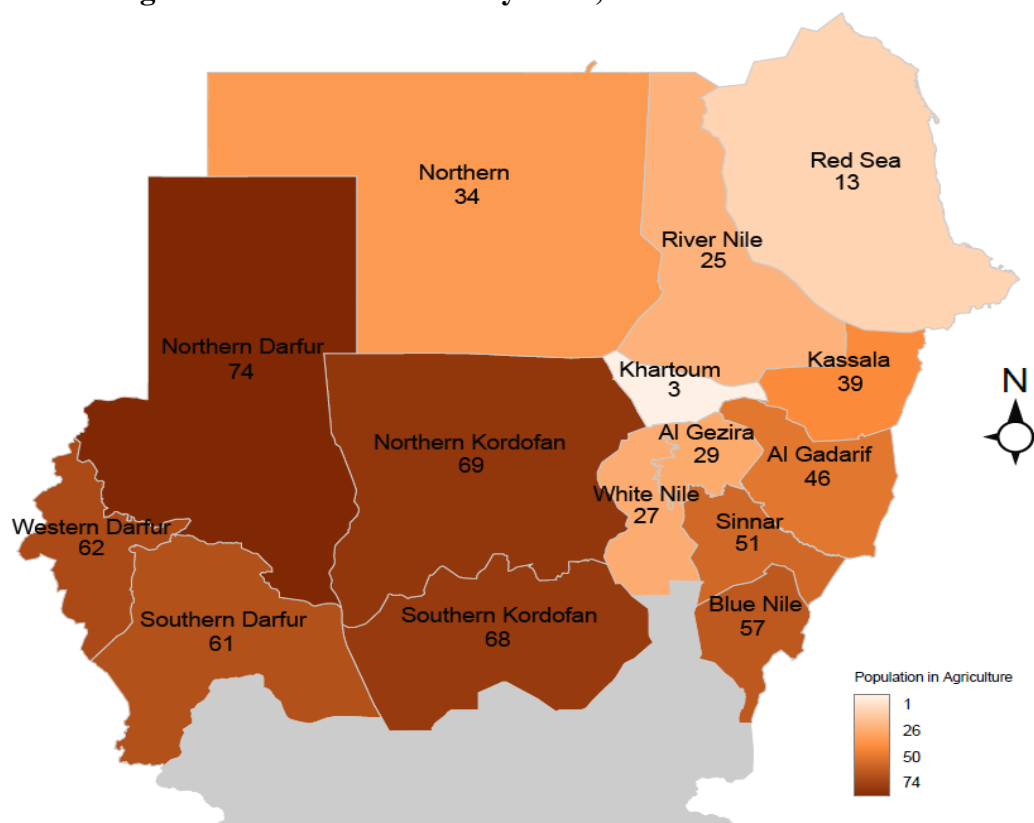 Northern
34
Red Sea
13
River Nile
25
Northern Darfur
74
Khartoum
3
Kassala
39
N
Northern Kordofan
69
Al Gezira
29
Al Gadarif
46
White Nile
27
Western Darfur
62
Sinnar
51
Southern Darfur
61
Southern Kordofan
68
Blue Nile
57
Population in Agriculture
1
26
50
74